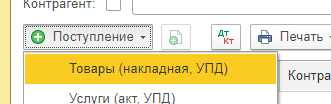 Контрагент:
Поступление
Дт
Кт
Печать
Товары (накладная, УПД)
Контра
Услуги (акт, УПД)